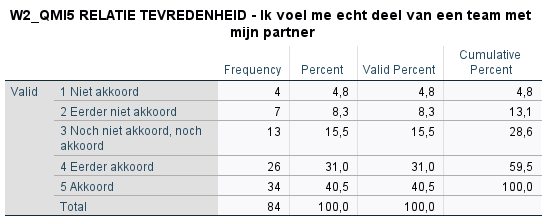 W2_QMI5 RELATIE TEVREDENHEID - Ik voel me echt deel van een team met
mijn partner
Frequency Percent Valid Percent Cumulative Percent
Valid 1 Niet akkoord 4 4,8 4,8 4,8
2 Eerder niet akkoord 7 8,3 8,3 13,1
3 Noch niet akkoord, noch akkoord 13 15,5 15,5 28,6
4 Eerder akkoord 26 31,0 31,0 59,5
5 Akkoord 34 40,5 40,5 100,0
Total 84 100,0 100,0